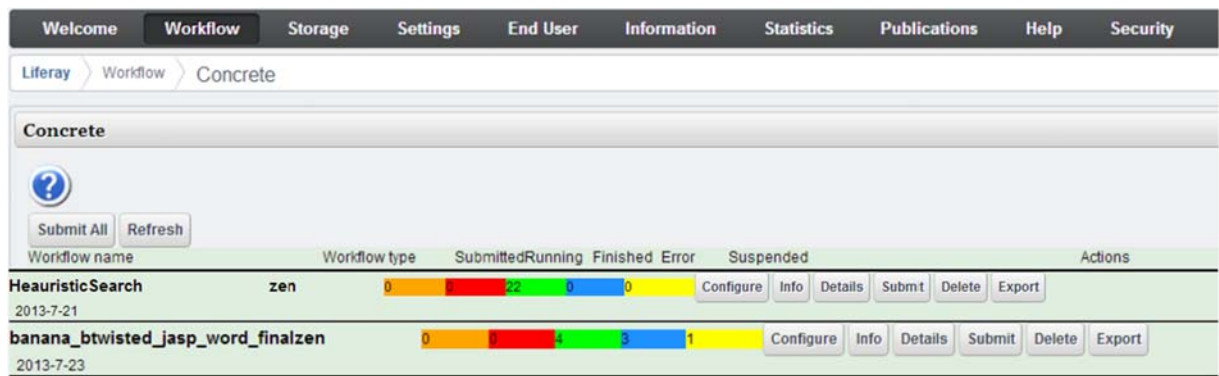 Welcome Workflow Storage Settings End User Information Statistics Publications Help Security
Liferay Workflow Concrete
Concrete
?
Submit All Refresh
Workflow name Workflow type SubmittedRunning Finished Error Suspended Actions
HeauristicSearch zen 0 0 22 0 0 Configure Info Details Submit Delete Export
2013-7-21
banana_btwisted_jasp_word_finalzen 0 0 4 3 1 Configure Info Details Submit Delete Export
2013-7-23